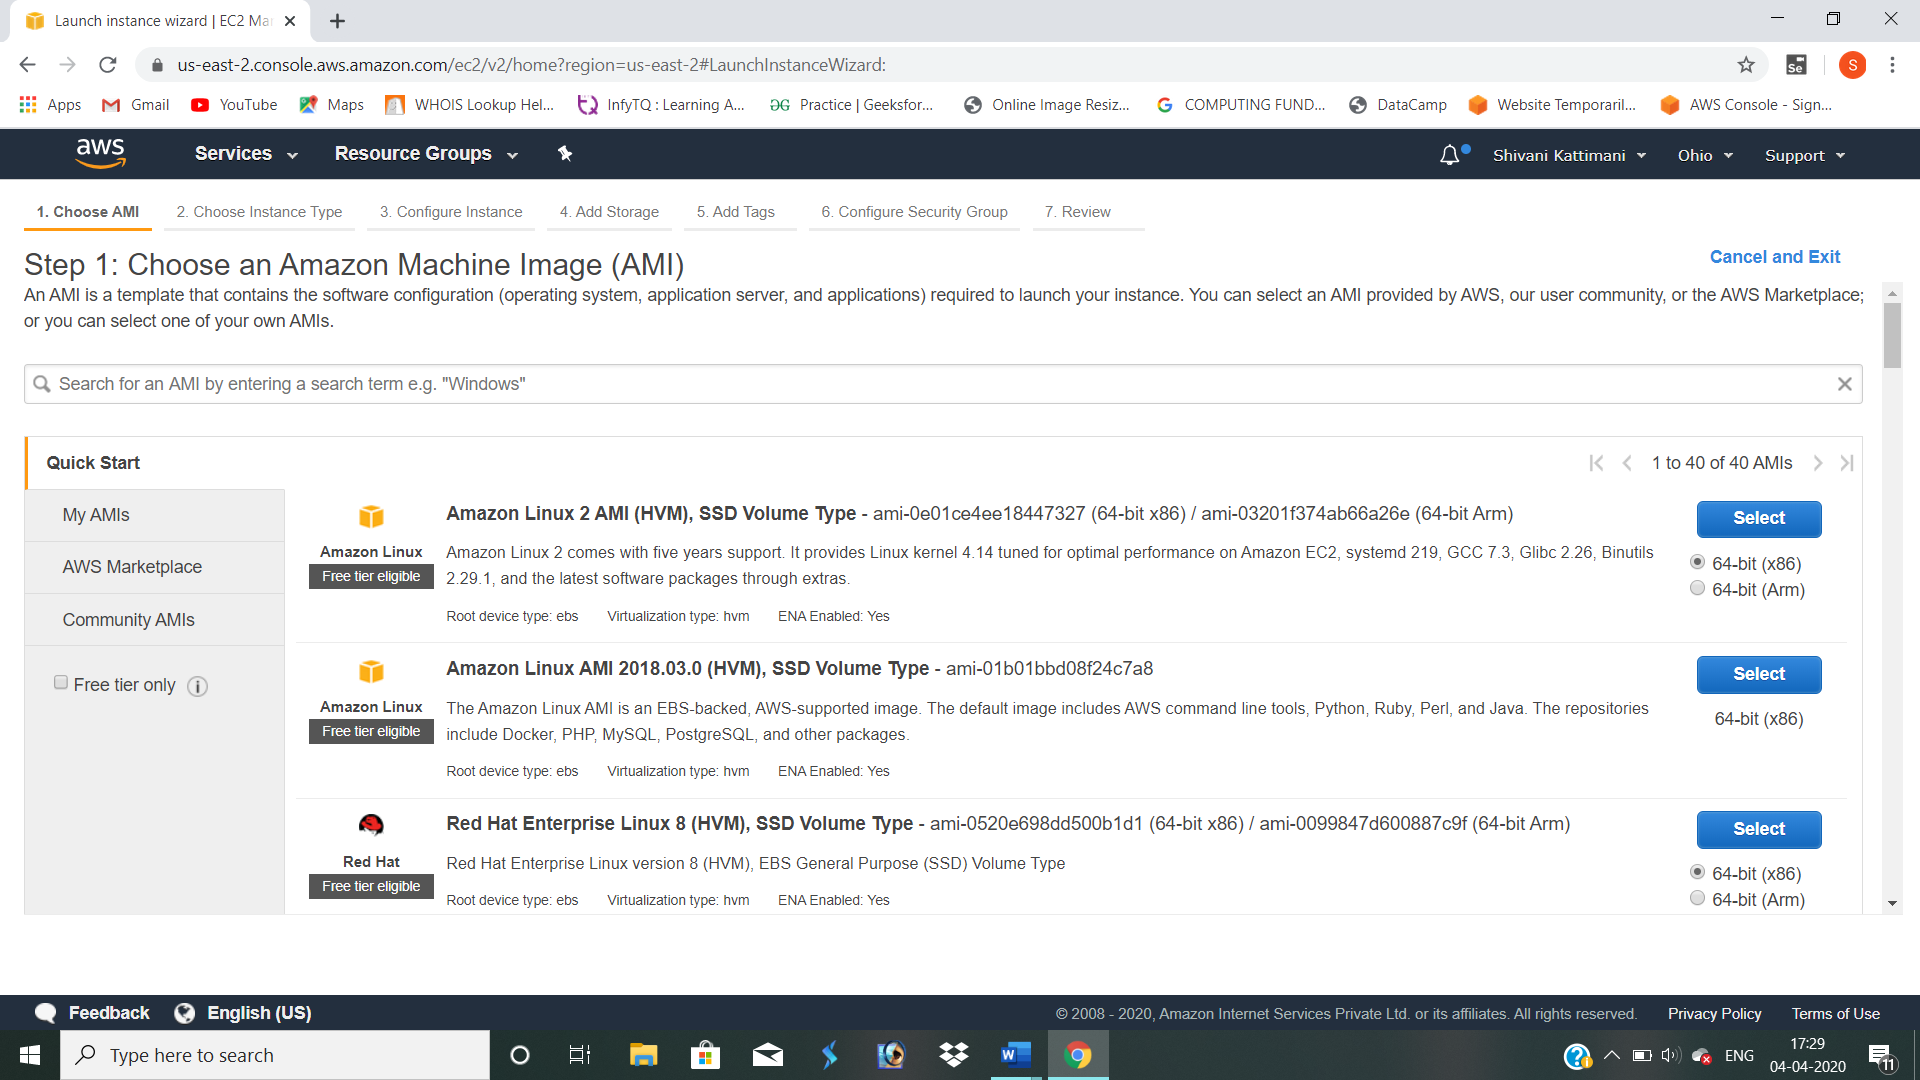 Launch instance wizard | EC2 Mar
us-east-2.console.aws.amazon.com/ec2/v2/home?region=us-east-2#LaunchInstanceWizard:
Se
S
Apps Gmail YouTube Maps WHOIS Lookup Hel... InfyTQ : Learning A... Practice | Geeksfor... Online Image Resiz... COMPUTING FUND... DataCamp Website Temporaril... AWS Console - Sign...
aws Services Resource Groups Shivani Kattimani Ohio Support
1. Choose AMI 2. Choose Instance Type 3. Configure Instance 4. Add Storage 5. Add Tags 6. Configure Security Group 7. Review
Step 1: Choose an Amazon Machine Image (AMI)
Cancel and Exit
An AMI is a template that contains the software configuration (operating system, application server, and applications) required to launch your instance. You can select an AMI provided by AWS, our user community, or the AWS Marketplace;
or you can select one of your own AMIs.
Search for an AMI by entering a search term e.g. "Windows"
Quick Start
1 to 40 of 40 AMIs
My AMIs
AWS Marketplace
Community AMIs
Free tier only
Amazon Linux
Free tier eligible
Amazon Linux 2 AMI (HVM), SSD Volume Type - ami-0e01ce4ee18447327 (64-bit x86) / ami-03201f374ab66a26e (64-bit Arm)
Amazon Linux 2 comes with five years support. It provides Linux kernel 4.14 tuned for optimal performance on Amazon EC2, systemd 219, GCC 7.3, Glibc 2.26, Binutils
2.29.1, and the latest software packages through extras.
Root device type: ebs Virtualization type: hvm ENA Enabled: Yes
Select
64-bit (x86)
64-bit (Arm)
Amazon Linux
Free tier eligible
Amazon Linux AMI 2018.03.0 (HVM), SSD Volume Type - ami-01b01bbd08f24c7a8
The Amazon Linux AMI is an EBS-backed, AWS-supported image. The default image includes AWS command line tools, Python, Ruby, Perl, and Java. The repositories
include Docker, PHP, MySQL, PostgreSQL, and other packages.
Root device type: ebs Virtualization type: hvm ENA Enabled: Yes
Select
64-bit (x86)
Red Hat
Free tier eligible
Red Hat Enterprise Linux 8 (HVM), SSD Volume Type - ami-0520e698dd500b1d1 (64-bit x86) / ami-0099847d600887c9f (64-bit Arm)
Red Hat Enterprise Linux version 8 (HVM), EBS General Purpose (SSD) Volume Type
Root device type: ebs Virtualization type: hvm ENA Enabled: Yes
Select
64-bit (x86)
64-bit (Arm)
Feedback English (US) © 2008 - 2020, Amazon Internet Services Private Ltd. or its affiliates. All rights reserved. Privacy Policy Terms of Use
Type here to search
ENG
17:29
04-04-2020
11